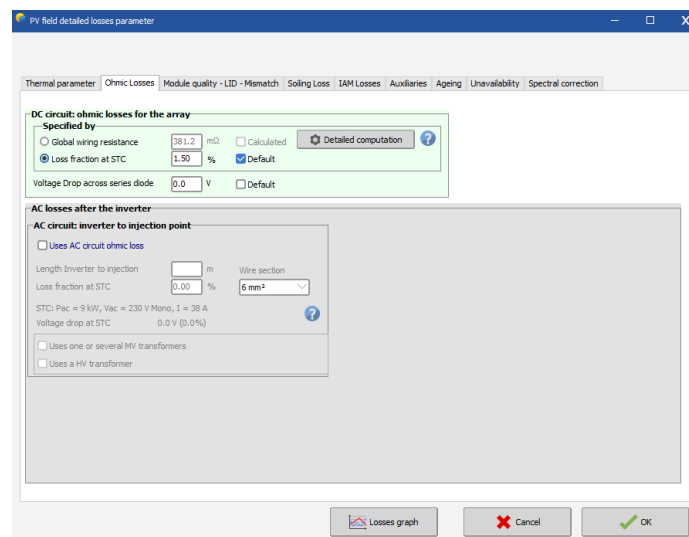 PV field detailed losses parameter
Thermal parameter Ohmic Losses Module quality - LID - Mismatch Soiling Loss IAM Losses Auxiliaries Ageing Unavailability Spectral correction
DC circuit: ohmic losses for the array
Specified by
Global wiring resistance 381.2 mΩ Calculated Detailed computation ?
Loss fraction at STC 1.50 % Default
Voltage Drop across series diode 0.0 V Default
AC losses after the inverter
AC circuit: inverter to injection point
Uses AC circuit ohmic loss
Length Inverter to injection m Wire section
Loss fraction at STC 0.00 % 6 mm²
STC: Pac = 9 kW, Vac = 230 V Mono, I = 38 A
?
Voltage drop at STC 0.0 V (0.0%)
Uses one or several MV transformers
Uses a HV transformer
Losses graph Cancel OK